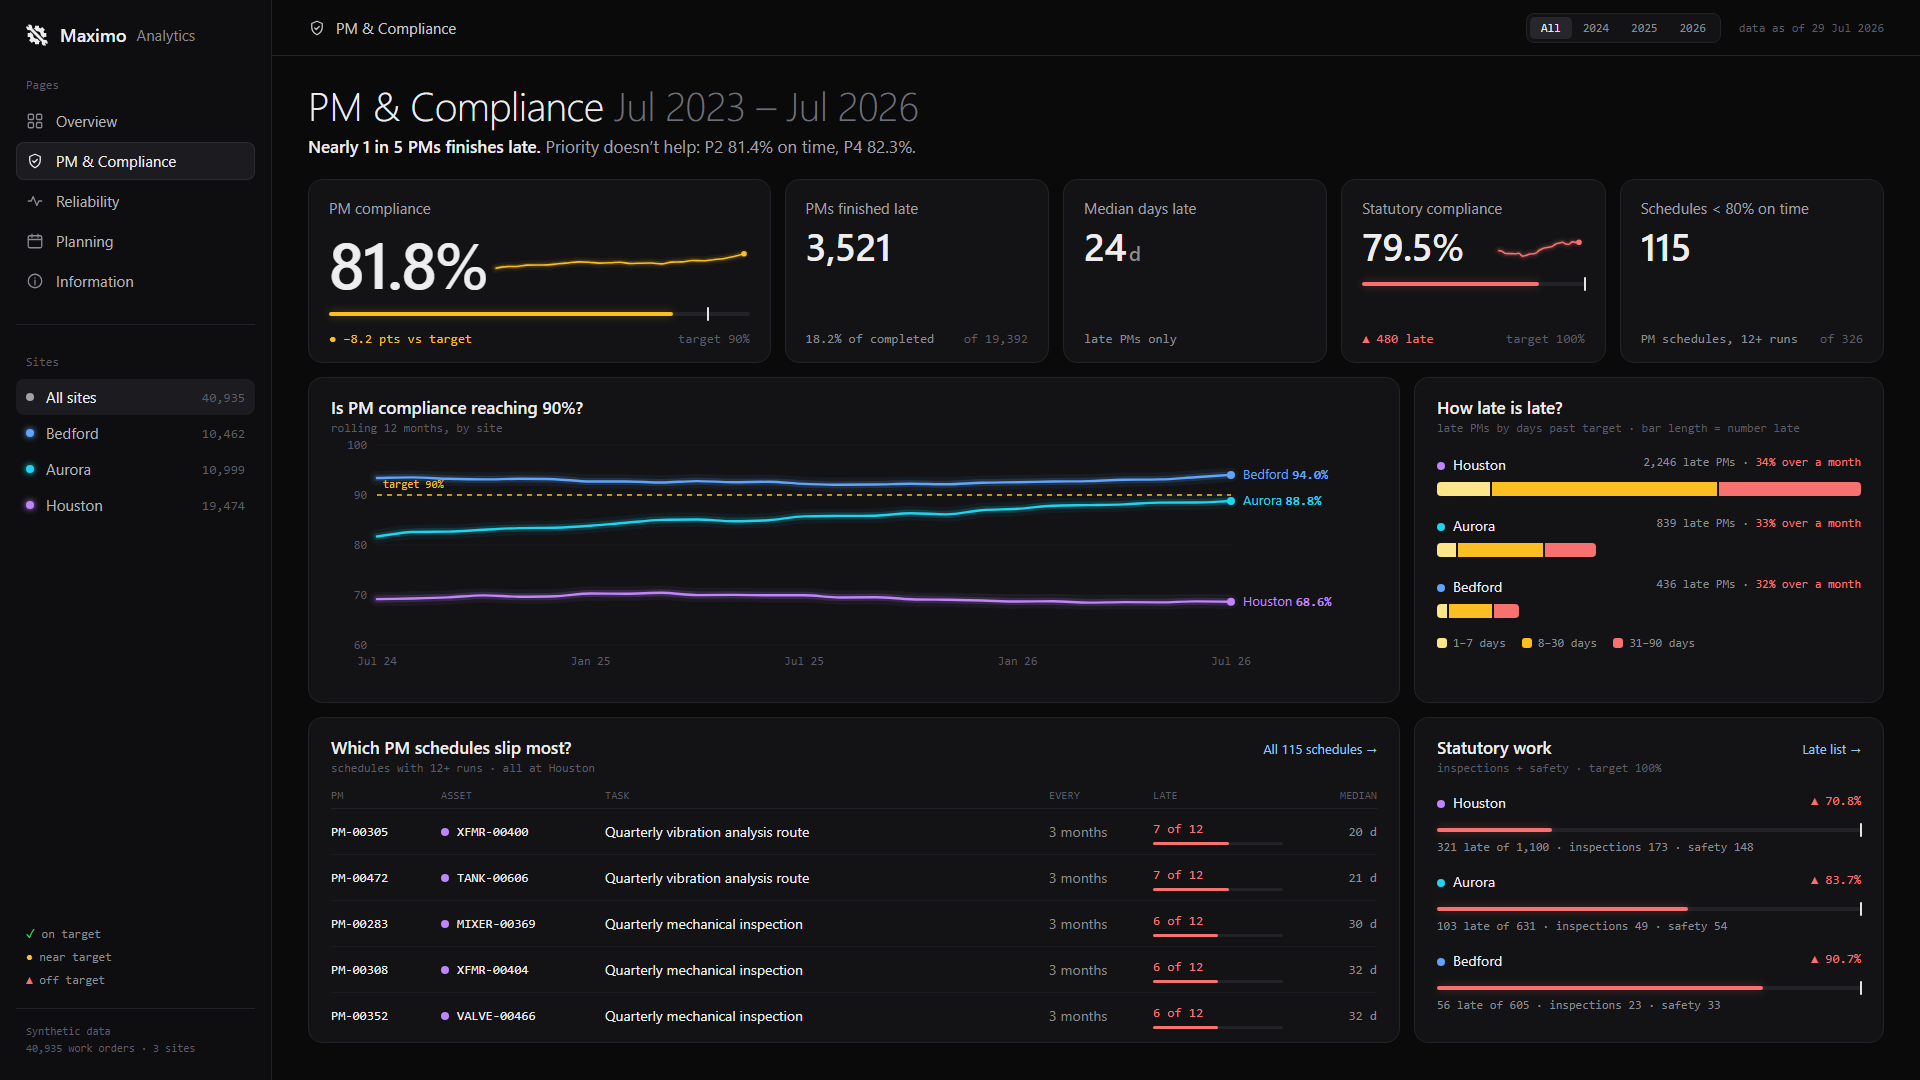 Maximo Analytics
Pages
Overview
PM & Compliance
Reliability
Planning
Information
Sites
All sites 40,935
Bedford 10,462
Aurora 10,999
Houston 19,474
✓ on target
● near target
▲ off target
Synthetic data
40,935 work orders · 3 sites
PM & Compliance
All 2024 2025 2026
data as of 29 Jul 2026
PM & Compliance Jul 2023 – Jul 2026
Nearly 1 in 5 PMs finishes late. Priority doesn’t help: P2 81.4% on time, P4 82.3%.
PM compliance
81.8%
● −8.2 pts vs target target 90%
PMs finished late
3,521
18.2% of completed of 19,392
Median days late
24 d
late PMs only
Statutory compliance
79.5%
▲ 480 late target 100%
Schedules < 80% on time
115
PM schedules, 12+ runs of 326
Is PM compliance reaching 90%?
rolling 12 months, by site
100
90
80
70
60
target 90%
Bedford 94.0%
Aurora 88.8%
Houston 68.6%
Jul 24 Jan 25 Jul 25 Jan 26 Jul 26
How late is late?
late PMs by days past target · bar length = number late
Houston 2,246 late PMs · 34% over a month
Aurora 839 late PMs · 33% over a month
Bedford 436 late PMs · 32% over a month
1–7 days 8–30 days 31–90 days
Which PM schedules slip most? All 115 schedules →
schedules with 12+ runs · all at Houston
PM ASSET TASK EVERY LATE MEDIAN
PM-00305 XFMR-00400 Quarterly vibration analysis route 3 months 7 of 12 20 d
PM-00472 TANK-00606 Quarterly vibration analysis route 3 months 7 of 12 21 d
PM-00283 MIXER-00369 Quarterly mechanical inspection 3 months 6 of 12 30 d
PM-00308 XFMR-00404 Quarterly mechanical inspection 3 months 6 of 12 32 d
PM-00352 VALVE-00466 Quarterly mechanical inspection 3 months 6 of 12 32 d
Statutory work Late list →
inspections + safety · target 100%
Houston ▲ 70.8%
321 late of 1,100 · inspections 173 · safety 148
Aurora ▲ 83.7%
103 late of 631 · inspections 49 · safety 54
Bedford ▲ 90.7%
56 late of 605 · inspections 23 · safety 33